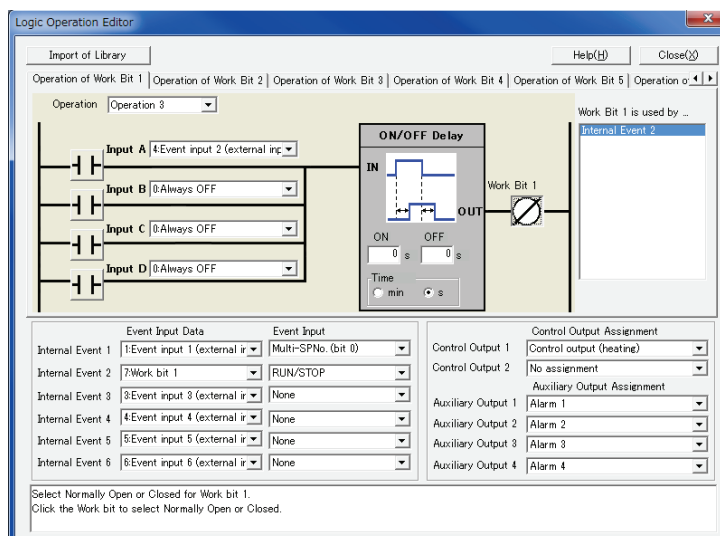 Logic Operation Editor
x
Import of Library
Help(H)
Close(X)
Operation of Work Bit 1 Operation of Work Bit 2 Operation of Work Bit 3 Operation of Work Bit 4 Operation of Work Bit 5 Operation o
Operation Operation 3
Work Bit 1 is used by ...
Internal Event 2
Input A 4:Event input 2 (external inp
Input B 0:Always OFF
Input C 0:Always OFF
Input D 0:Always OFF
ON/OFF Delay
IN
OUT
ON OFF
0 s 0 s
Time
min s
Work Bit 1
Event Input Data Event Input
Internal Event 1 1:Event input 1 (external ir Multi-SPNo. (bit 0)
Internal Event 2 7:Work bit 1 RUN/STOP
Internal Event 3 3:Event input 3 (external ir None
Internal Event 4 4:Event input 4 (external ir None
Internal Event 5 5:Event input 5 (external ir None
Internal Event 6 6:Event input 6 (external ir None
Control Output Assignment
Control Output 1 Control output (heating)
Control Output 2 No assignment
Auxiliary Output Assignment
Auxiliary Output 1 Alarm 1
Auxiliary Output 2 Alarm 2
Auxiliary Output 3 Alarm 3
Auxiliary Output 4 Alarm 4
Select Normally Open or Closed for Work bit 1.
Click the Work bit to select Normally Open or Closed.